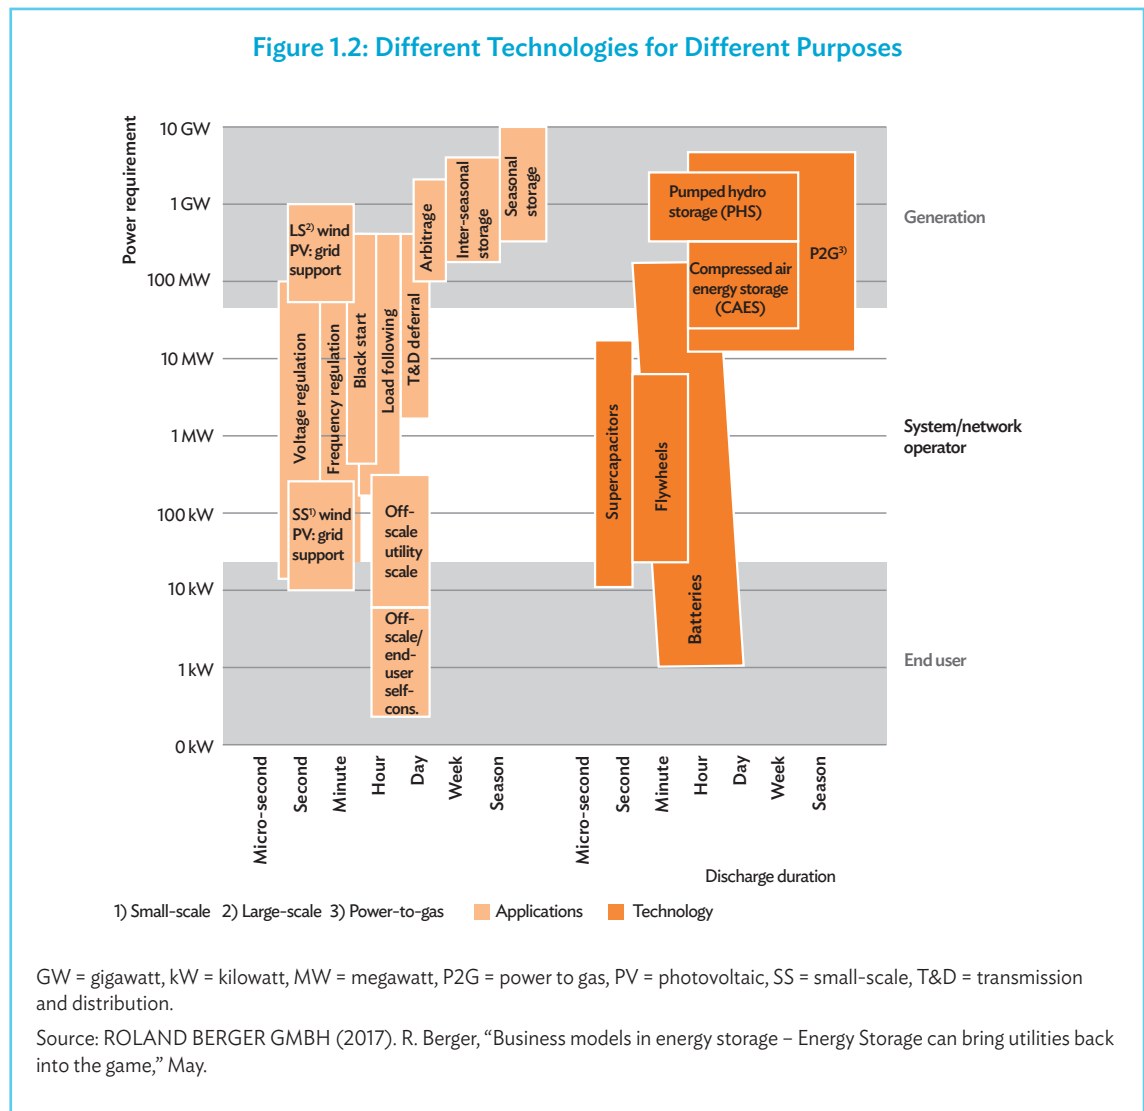 Figure 1.2: Different Technologies for Different Purposes
Power requirement
10 GW
1 GW
100 MW
10 MW
1 MW
100 kW
10 kW
1 kW
0 kW
LS2) wind
PV: grid
support
Voltage regulation
Frequency regulation
SS1) wind
PV: grid
support
Black start
Load following
T&D deferral
Arbitrage
Inter-seasonal
storage
Seasonal
storage
Off-
scale
utility
scale
Off-
scale/
end-
user
self-
cons.
Supercapacitors
Flywheels
Batteries
Pumped hydro
storage (PHS)
Compressed air
energy storage
(CAES)
P2G3)
Generation
System/network
operator
End user
Micro-second
Second
Minute
Hour
Day
Week
Season
Micro-second
Second
Minute
Hour
Day
Week
Season
Discharge duration
1) Small-scale 2) Large-scale 3) Power-to-gas Applications Technology
GW = gigawatt, kW = kilowatt, MW = megawatt, P2G = power to gas, PV = photovoltaic, SS = small-scale, T&D = transmission
and distribution.
Source: ROLAND BERGER GMBH (2017). R. Berger, “Business models in energy storage – Energy Storage can bring utilities back
into the game,” May.